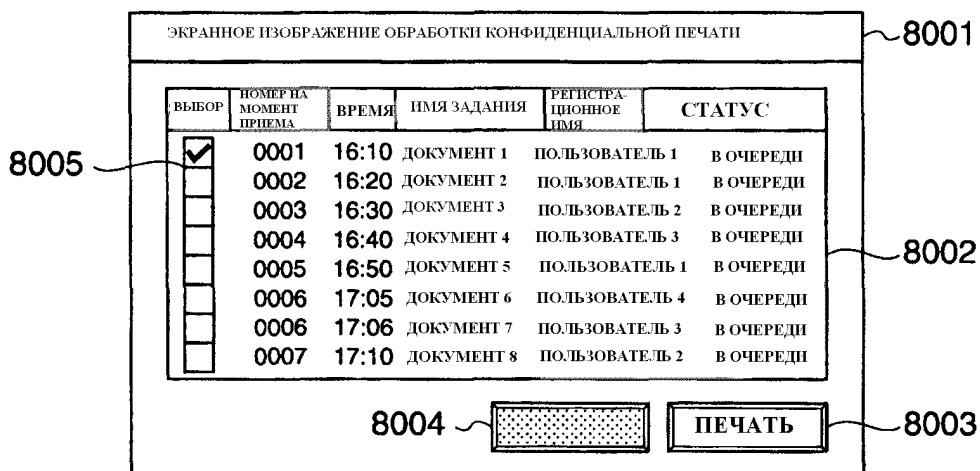 ЭКРАННОЕ ИЗОБРАЖЕНИЕ ОБРАБОТКИ КОНФИДЕНЦИАЛЬНОЙ ПЕЧАТИ 8001
ВЫБОР НОМЕР НА МОМЕНТ ПРИЕМА ВРЕМЯ ИМЯ ЗАДАНИЯ РЕГИСТРА-ЦИОННОЕ ИМЯ СТАТУС
8005
0001 16:10 ДОКУМЕНТ 1 ПОЛЬЗОВАТЕЛЬ 1 В ОЧЕРЕДИ
0002 16:20 ДОКУМЕНТ 2 ПОЛЬЗОВАТЕЛЬ 1 В ОЧЕРЕДИ
0003 16:30 ДОКУМЕНТ 3 ПОЛЬЗОВАТЕЛЬ 2 В ОЧЕРЕДИ
0004 16:40 ДОКУМЕНТ 4 ПОЛЬЗОВАТЕЛЬ 3 В ОЧЕРЕДИ
8002
0005 16:50 ДОКУМЕНТ 5 ПОЛЬЗОВАТЕЛЬ 1 В ОЧЕРЕДИ
0006 17:05 ДОКУМЕНТ 6 ПОЛЬЗОВАТЕЛЬ 4 В ОЧЕРЕДИ
0006 17:06 ДОКУМЕНТ 7 ПОЛЬЗОВАТЕЛЬ 3 В ОЧЕРЕДИ
0007 17:10 ДОКУМЕНТ 8 ПОЛЬЗОВАТЕЛЬ 2 В ОЧЕРЕДИ
8004 ПЕЧАТЬ 8003